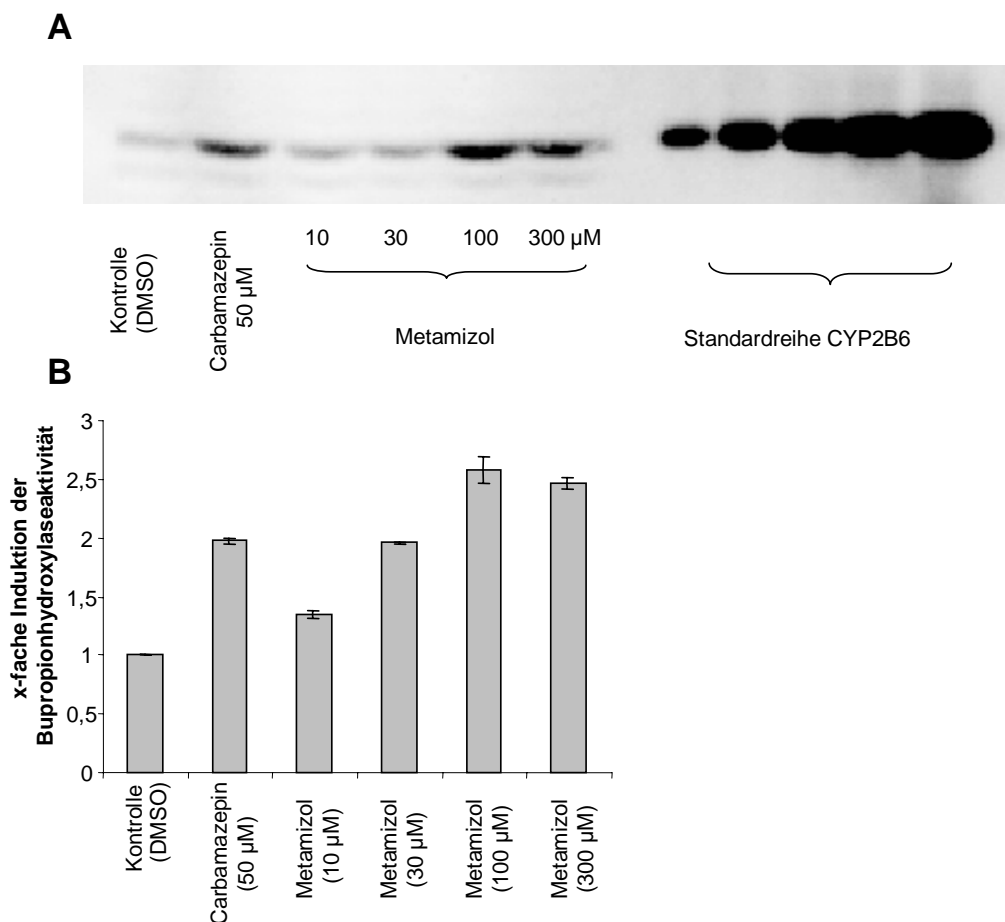 A
Kontrolle
(DMSO)
Carbamazepin
50 µM
10 30 100 300 µM
Metamizol
Standardreihe CYP2B6
B
x-fache Induktion der
Bupropionhydroxylaseaktivität
3
2,5
2
1,5
1
0,5
0
Kontrolle
(DMSO)
Carbamazepin
(50 µM)
Metamizol
(10 µM)
Metamizol
(30 µM)
Metamizol
(100 µM)
Metamizol
(300 µM)